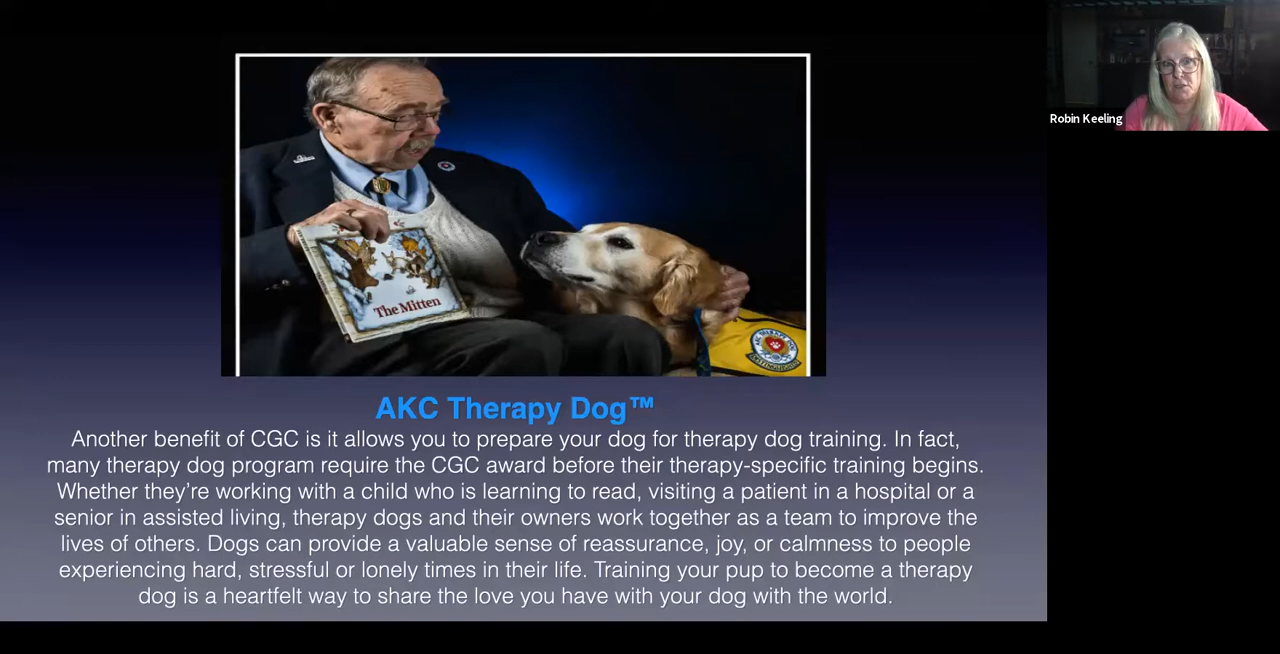 Robin Keeling
The Mitten
AKC THERAPY DOG
DISTINGUISHED
AKC Therapy Dog™
Another benefit of CGC is it allows you to prepare your dog for therapy dog training. In fact,
many therapy dog program require the CGC award before their therapy-specific training begins.
Whether they're working with a child who is learning to read, visiting a patient in a hospital or a
senior in assisted living, therapy dogs and their owners work together as a team to improve the
lives of others. Dogs can provide a valuable sense of reassurance, joy, or calmness to people
experiencing hard, stressful or lonely times in their life. Training your pup to become a therapy
dog is a heartfelt way to share the love you have with your dog with the world.